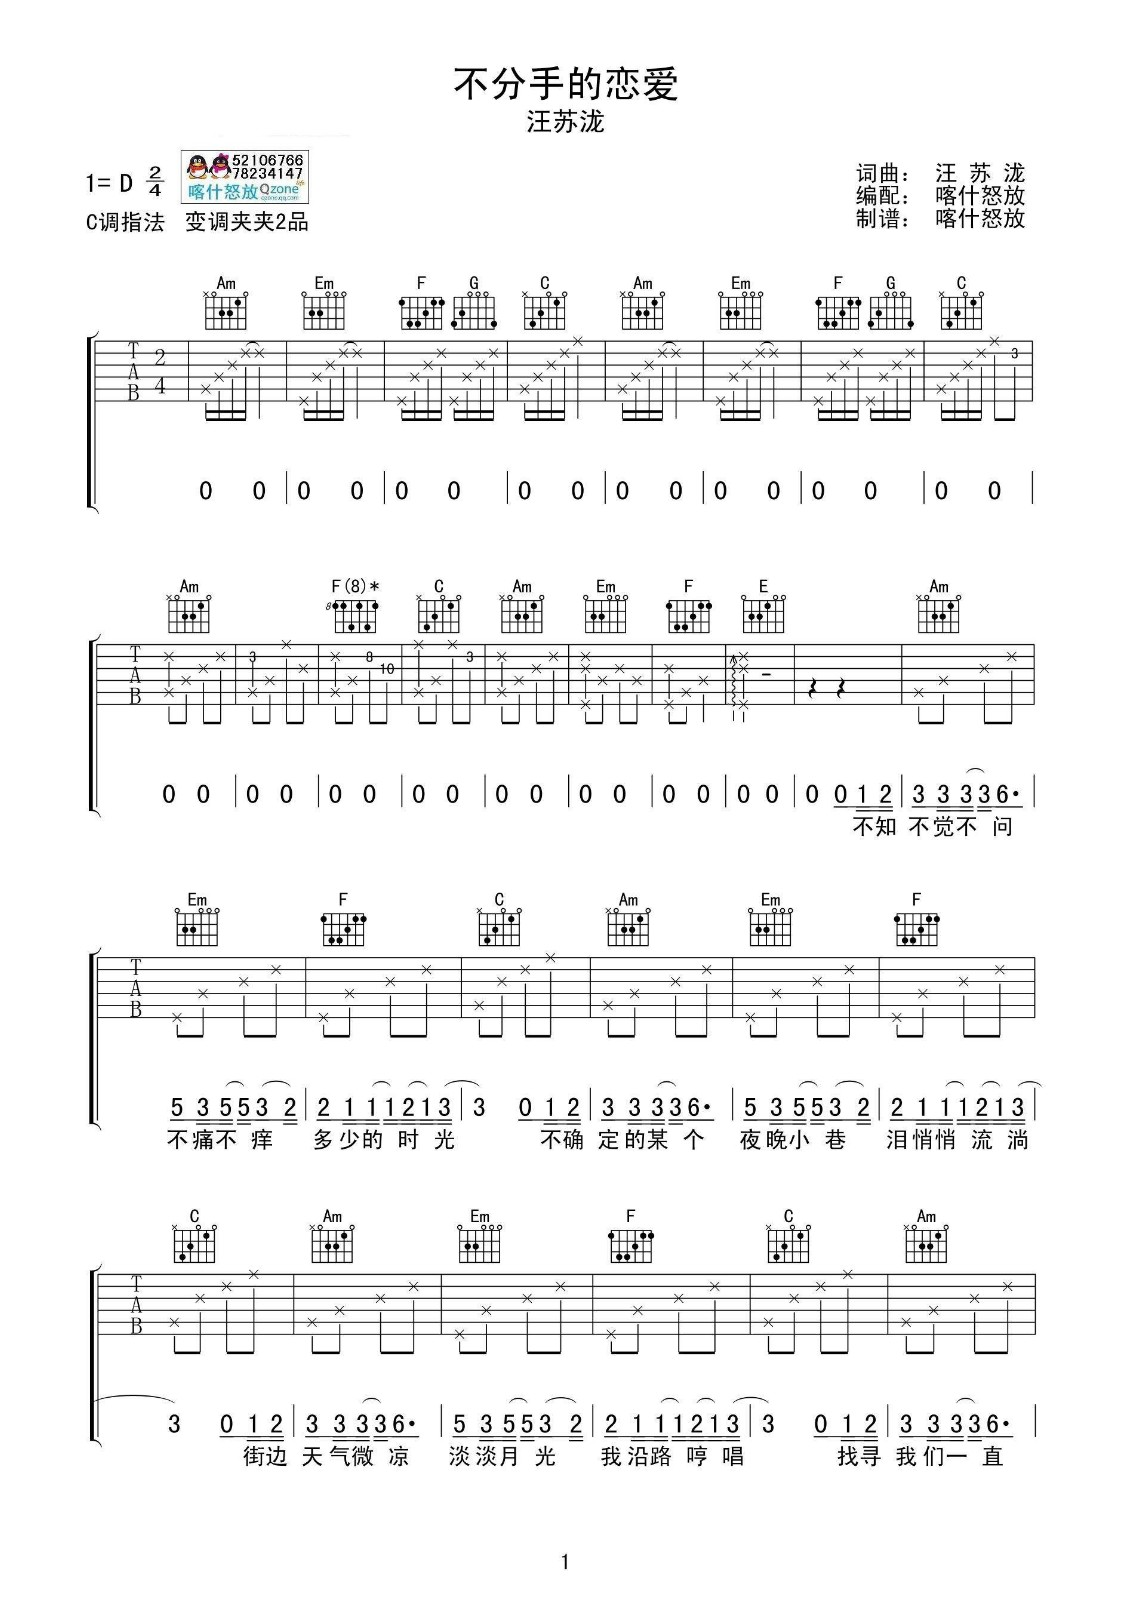 不分手的恋爱
汪苏泷
1= D 2/4
52106766
78234147
喀什怒放 Qzone
qzone.qq.com
词曲： 汪 苏 泷
编配： 喀什怒放
制谱： 喀什怒放
C调指法 变调夹夹2品
Am Em F G C Am Em F G C
T A B 2 4 3
0 0 | 0 0 | 0 0 | 0 0 | 0 0 | 0 0 | 0 0 | 0 0 |
Am F(8)* C Am Em F E Am
8
T A B 3 8 10 3
0 0 | 0 0 | 0 0 | 0 0 | 0 0 | 0 0 | 0 0 | 0 0 | 0 0 1 2 | 3 3 3 3 6· |
不知 不觉不 问
Em F C Am Em F
T A B
5 3 5 5 3 2 | 2 1 1 1 2 1 3 | 3 0 1 2 | 3 3 3 3 6· | 5 3 5 5 3 2 | 2 1 1 1 2 1 3 |
不痛不 痒 多少的 时 光 不确 定的某 个 夜晚小 巷 泪悄悄 流 淌
C Am Em F C Am
T A B
3 0 1 2 | 3 3 3 3 6· | 5 3 5 5 3 2 | 2 1 1 1 2 1 3 | 3 0 1 2 | 3 3 3 3 6· |
街边 天气微 凉 淡淡月 光 我沿路 哼 唱 找寻 我们一 直
1